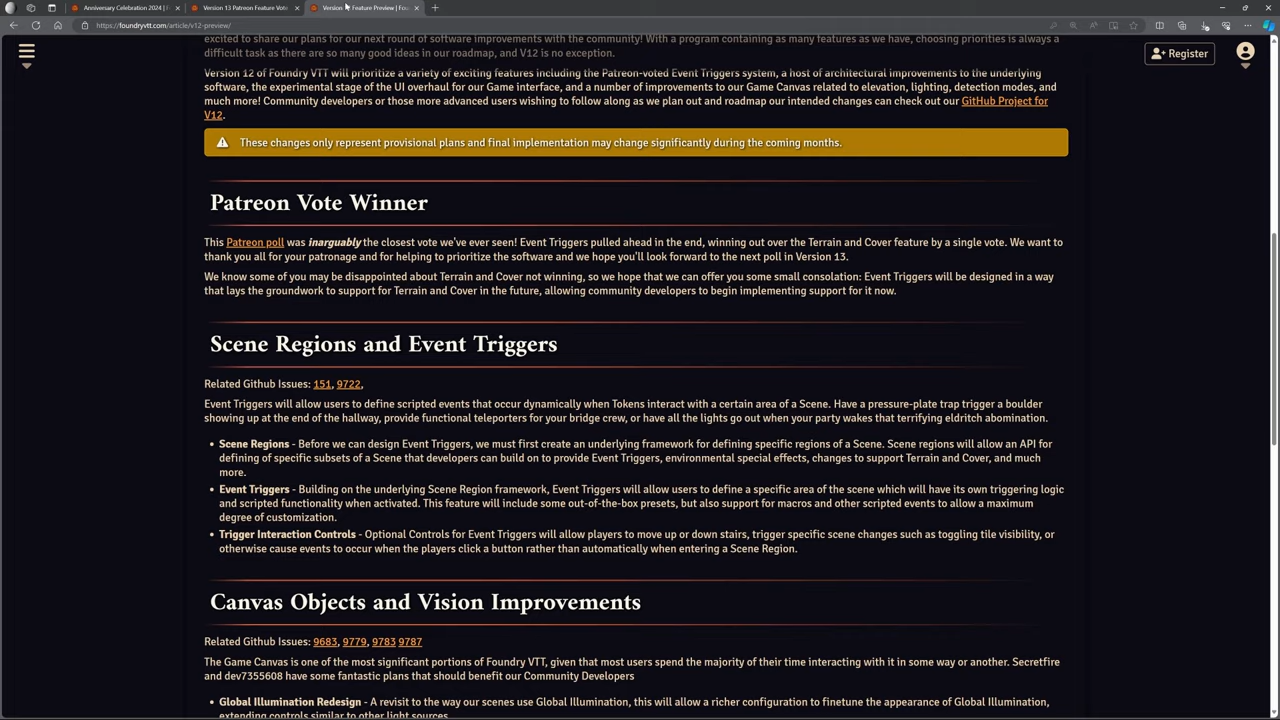 Anniversary Celebration 2024 | F
Version 13 Patreon Feature Vote
Version
Feature Preview | Fou
https://foundryvtt.com/article/v12-preview/
Register
excited to share our plans for our next round of software improvements with the community! With a program containing as many features as we have, choosing priorities is always a
difficult task as there are so many good ideas in our roadmap, and V12 is no exception.
Version 12 of Foundry VTT will prioritize a variety of exciting features including the Patreon-voted Event Triggers system, a host of architectural improvements to the underlying
software, the experimental stage of the UI overhaul for our Game interface, and a number of improvements to our Game Canvas related to elevation, lighting, detection modes, and
much more! Community developers or those more advanced users wishing to follow along as we plan out and roadmap our intended changes can check out our GitHub Project for
V12.
These changes only represent provisional plans and final implementation may change significantly during the coming months.
Patreon Vote Winner
This Patreon poll was inarguably the closest vote we've ever seen! Event Triggers pulled ahead in the end, winning out over the Terrain and Cover feature by a single vote. We want to
thank you all for your patronage and for helping to prioritize the software and we hope you'll look forward to the next poll in Version 13.
We know some of you may be disappointed about Terrain and Cover not winning, so we hope that we can offer you some small consolation: Event Triggers will be designed in a way
that lays the groundwork to support for Terrain and Cover in the future, allowing community developers to begin implementing support for it now.
Scene Regions and Event Triggers
Related Github Issues: 151, 9722,
Event Triggers will allow users to define scripted events that occur dynamically when Tokens interact with a certain area of a Scene. Have a pressure-plate trap trigger a boulder
showing up at the end of the hallway, provide functional teleporters for your bridge crew, or have all the lights go out when your party wakes that terrifying eldritch abomination.
• Scene Regions - Before we can design Event Triggers, we must first create an underlying framework for defining specific regions of a Scene. Scene regions will allow an API for
defining of specific subsets of a Scene that developers can build on to provide Event Triggers, environmental special effects, changes to support Terrain and Cover, and much
more.
• Event Triggers - Building on the underlying Scene Region framework, Event Triggers will allow users to define a specific area of the scene which will have its own triggering logic
and scripted functionality when activated. This feature will include some out-of-the-box presets, but also support for macros and other scripted events to allow a maximum
degree of customization.
• Trigger Interaction Controls - Optional Controls for Event Triggers will allow players to move up or down stairs, trigger specific scene changes such as toggling tile visibility, or
otherwise cause events to occur when the players click a button rather than automatically when entering a Scene Region.
Canvas Objects and Vision Improvements
Related Github Issues: 9683, 9779, 9783 9787
The Game Canvas is one of the most significant portions of Foundry VTT, given that most users spend the majority of their time interacting with it in some way or another. Secretfire
and dev7355608 have some fantastic plans that should benefit our Community Developers
• Global Illumination Redesign - A revisit to the way our scenes use Global Illumination, this will allow a richer configuration to finetune the appearance of Global Illumination,
extending controls similar to other light sources.